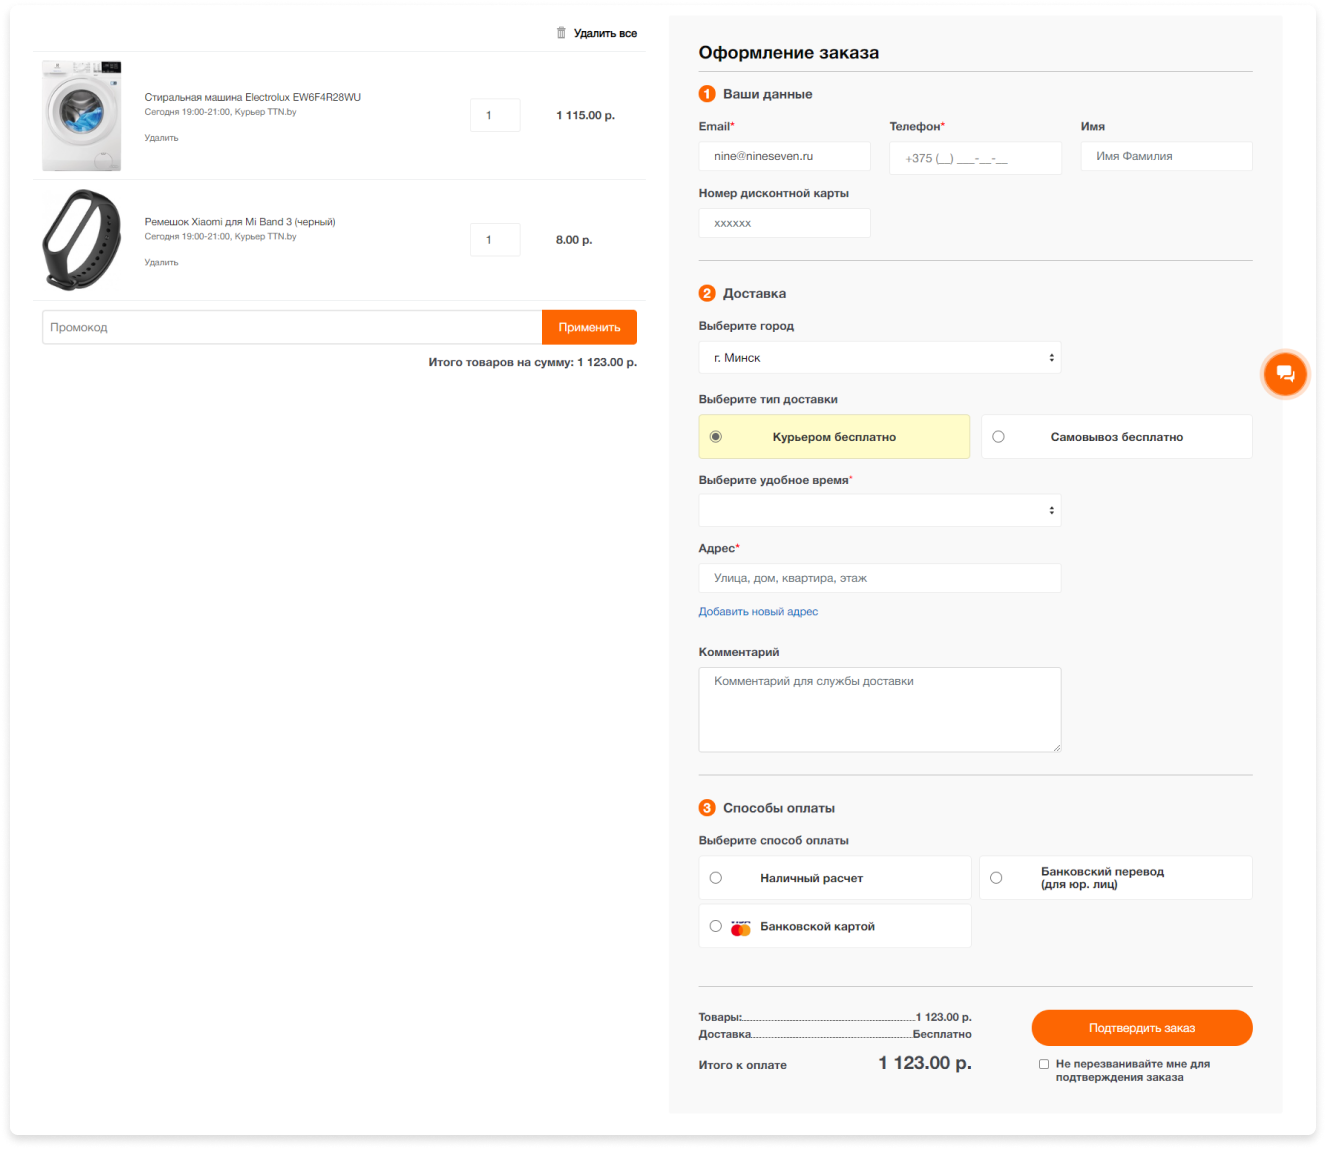 Удалить все
Стиральная машина Electrolux EW6F4R28WU
Сегодня 19:00-21:00, Курьер TTN.by
Удалить
1
1 115.00 р.
Ремешок Xiaomi для Mi Band 3 (черный)
Сегодня 19:00-21:00, Курьер TTN.by
Удалить
1
8.00 р.
Промокод
Применить
Итого товаров на сумму: 1 123.00 р.
Оформление заказа
1 Ваши данные
Email*
Телефон*
Имя
nine@nineseven.ru
+375 (__) ___-__-__
Имя Фамилия
Номер дисконтной карты
xxxxxx
2 Доставка
Выберите город
г. Минск
Выберите тип доставки
Курьером бесплатно
Самовывоз бесплатно
Выберите удобное время*
Адрес*
Улица, дом, квартира, этаж
Добавить новый адрес
Комментарий
Комментарий для службы доставки
3 Способы оплаты
Выберите способ оплаты
Наличный расчет
Банковский перевод
(для юр. лиц)
Банковской картой
Товары: 1 123.00 р.
Доставка Бесплатно
Итого к оплате 1 123.00 р.
Подтвердить заказ
Не перезванивайте мне для
подтверждения заказа